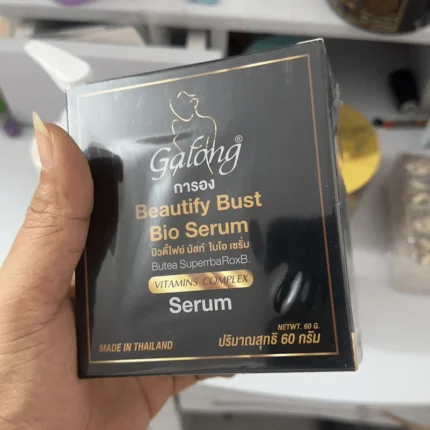 Galong®
การอง
Beautify Bust
Bio Serum
บิวตี้ไฟย์ บัสท์ ไบโอ เซรั่ม
Butea SuperrbaRoxB.
VITAMINS COMPLEX
Serum
NETWT. 60 G.
MADE IN THAILAND ปริมาณสุทธิ 60 กรัม